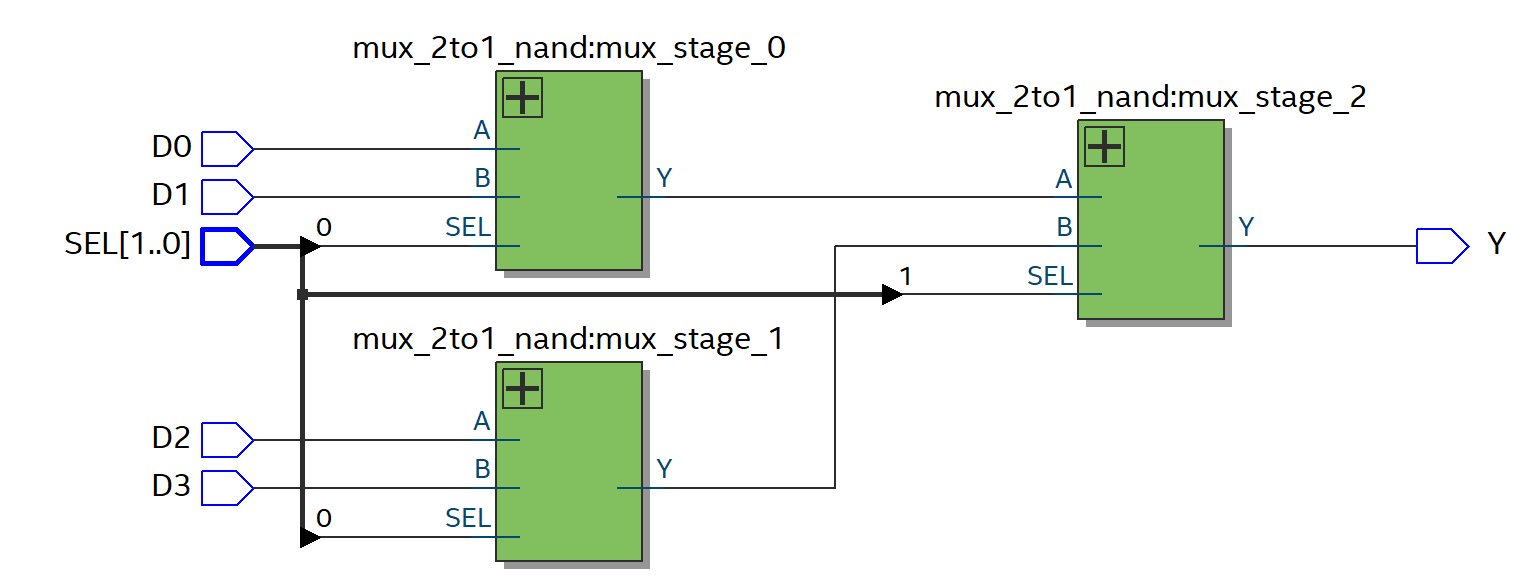 mux_2to1_nand:mux_stage_0
mux_2to1_nand:mux_stage_2
D0
A
D1
B
Y
A
SEL[1..0]
0
SEL
B
Y
Y
1
SEL
mux_2to1_nand:mux_stage_1
D2
A
D3
B
Y
0
SEL